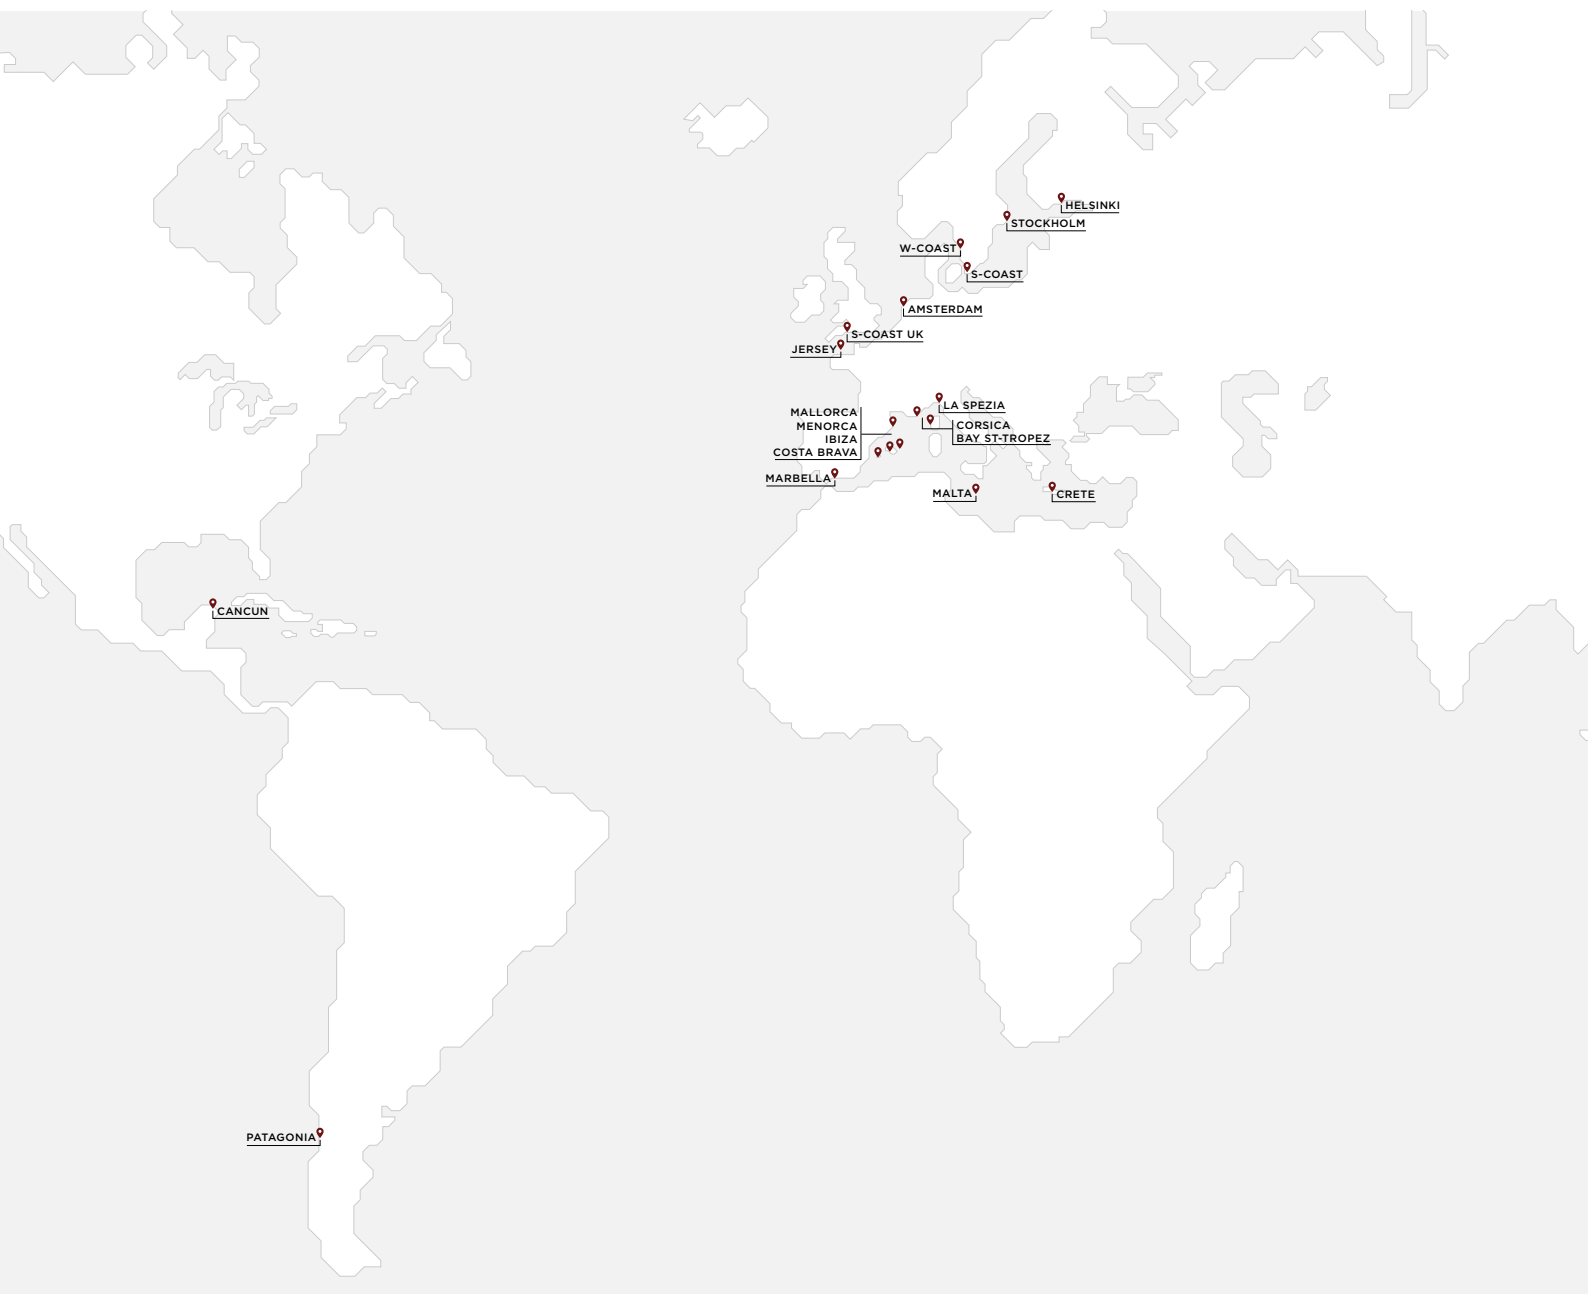 HELSINKI
STOCKHOLM
W-COAST
S-COAST
AMSTERDAM
S-COAST UK
JERSEY
LA SPEZIA
MALLORCA
MENORCA
IBIZA
COSTA BRAVA
CORSICA
BAY ST-TROPEZ
MARBELLA
MALTA
CRETE
CANCUN
PATAGONIA